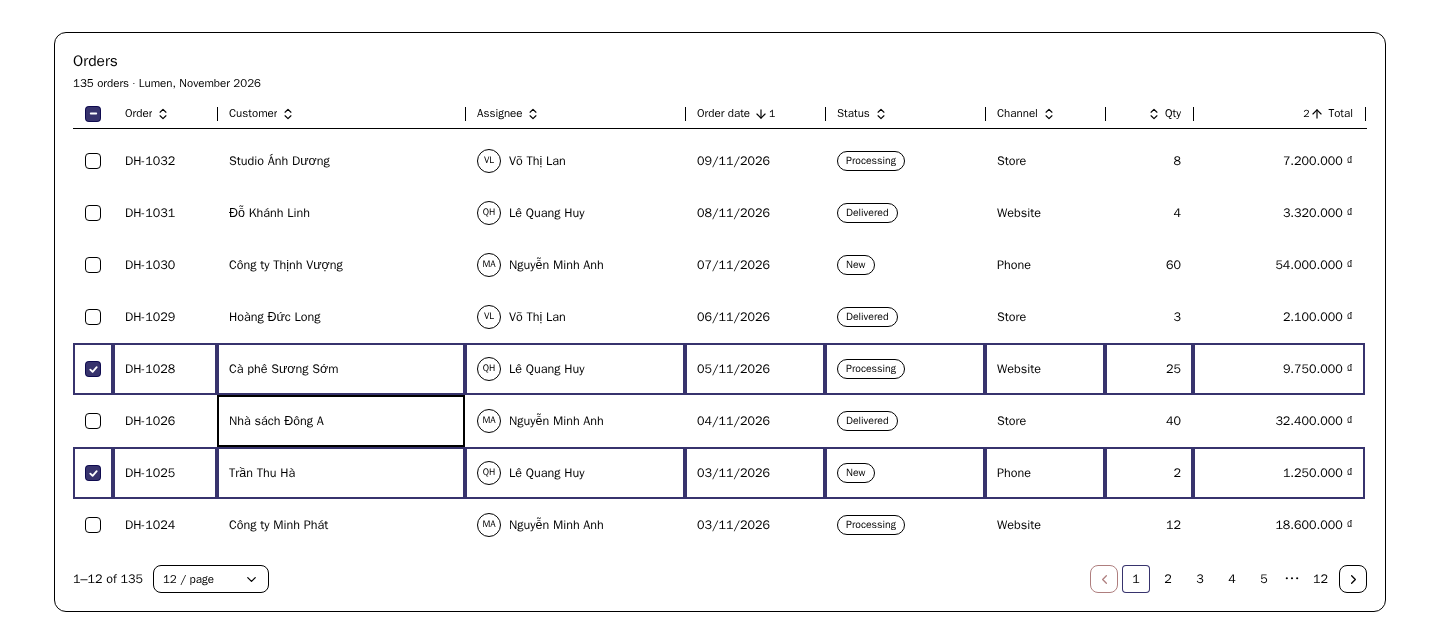 Orders
135 orders · Lumen, November 2026
Order Customer Assignee Order date 1 Status Channel Qty 2 Total
DH-1032 Studio Ánh Dương VL Võ Thị Lan 09/11/2026 Processing Store 8 7.200.000 ₫
DH-1031 Đỗ Khánh Linh QH Lê Quang Huy 08/11/2026 Delivered Website 4 3.320.000 ₫
DH-1030 Công ty Thịnh Vượng MA Nguyễn Minh Anh 07/11/2026 New Phone 60 54.000.000 ₫
DH-1029 Hoàng Đức Long VL Võ Thị Lan 06/11/2026 Delivered Store 3 2.100.000 ₫
DH-1028 Cà phê Sương Sớm QH Lê Quang Huy 05/11/2026 Processing Website 25 9.750.000 ₫
DH-1026 Nhà sách Đông A MA Nguyễn Minh Anh 04/11/2026 Delivered Store 40 32.400.000 ₫
DH-1025 Trần Thu Hà QH Lê Quang Huy 03/11/2026 New Phone 2 1.250.000 ₫
DH-1024 Công ty Minh Phát MA Nguyễn Minh Anh 03/11/2026 Processing Website 12 18.600.000 ₫
1–12 of 135 12 / page 1 2 3 4 5 ··· 12